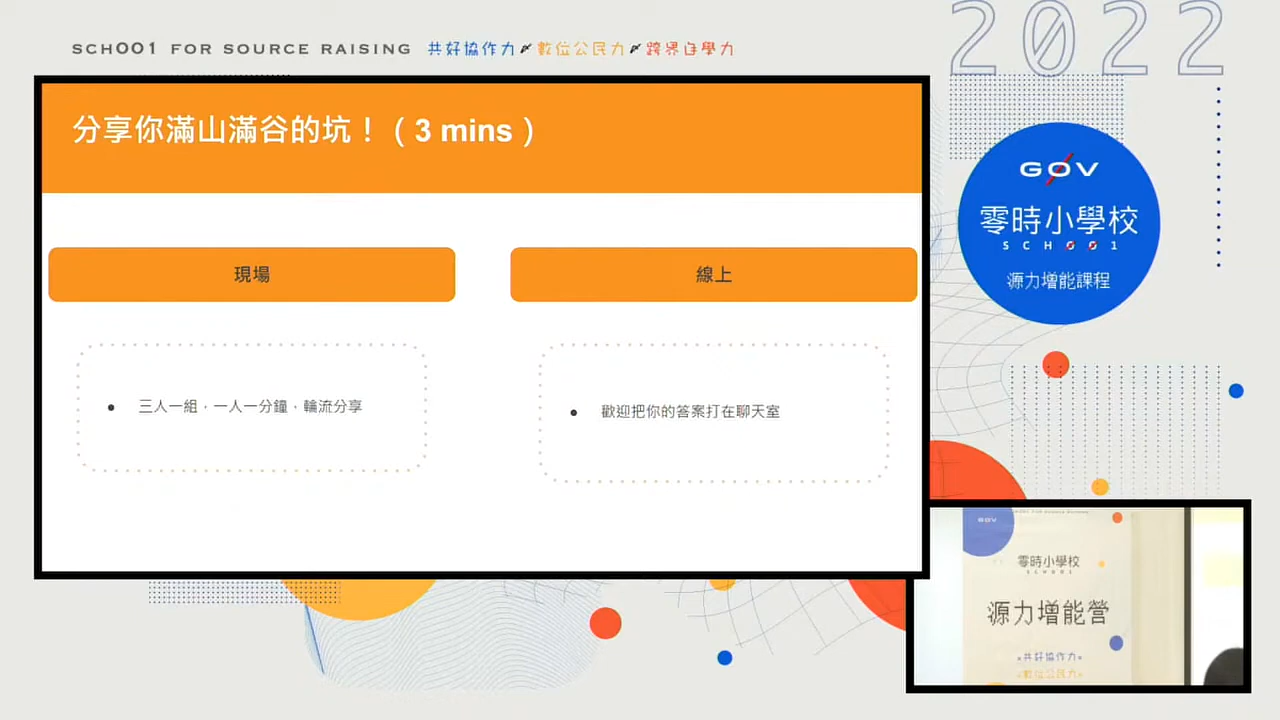 SCH001 FOR SOURCE RAISING 共好協作力 數位公民力 跨界自學力
2022
分享你滿山滿谷的坑！（3 mins）
現場
線上
三人一組，一人一分鐘，輪流分享
歡迎把你的答案打在聊天室
G0V
零時小學校
SCH001
源力增能課程
G0V
零時小學校
SCH001
源力增能營
共好協作力
數位公民力